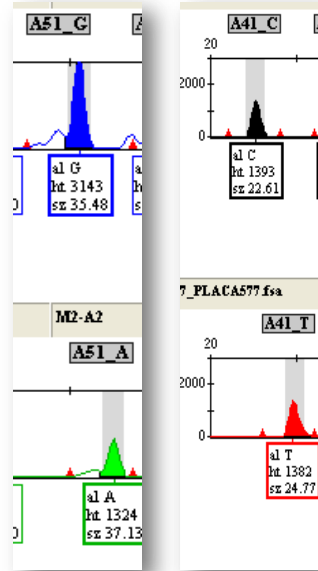 A51_G
al G
ht 3143
sz 35.48
M2-A2
A51_A
al A
ht 1324
sz 37.13
A41_C
20
2000
0
al C
ht 1393
sz 22.61
7_PLACA577.fsa
A41_T
20
2000
0
al T
ht 1382
sz 24.77